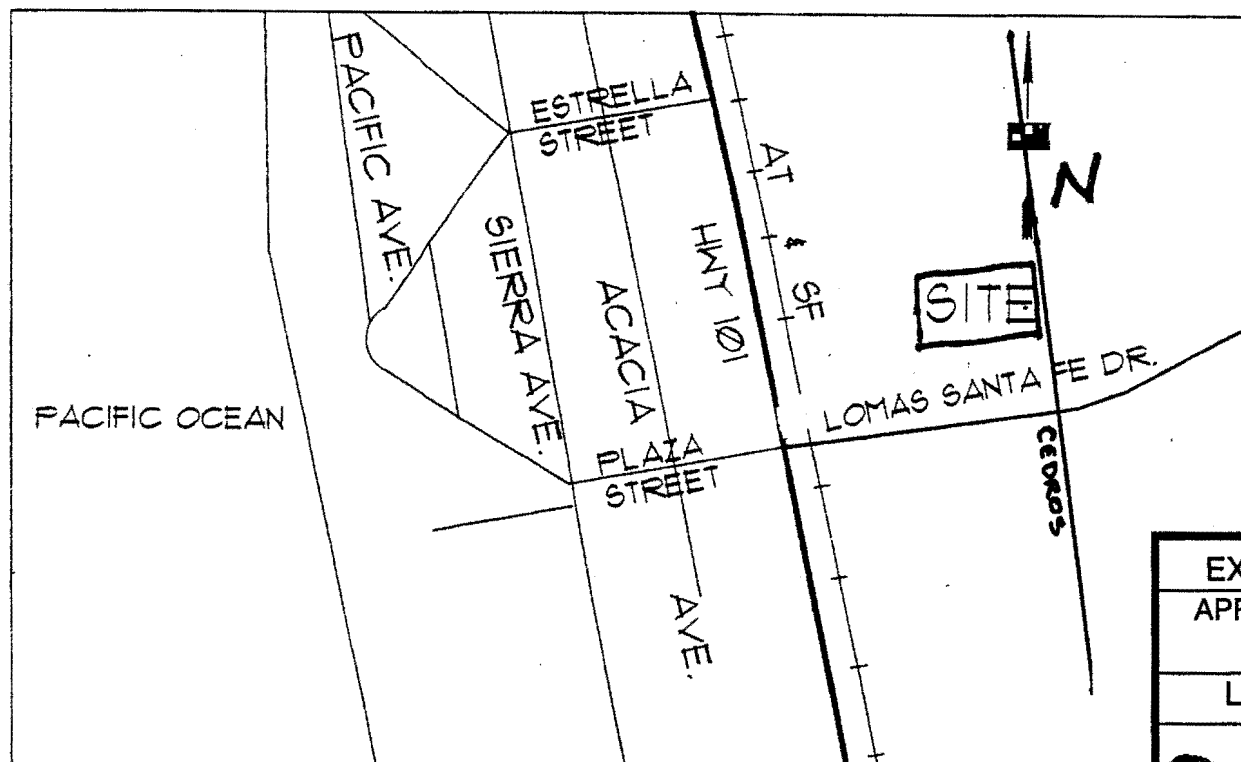 PACIFIC AVE.
ESTRELLA
STREET
AT & SF
N
SIERRA AVE.
ACACIA
HWY 101
SITE
LOMAS SANTA FE DR.
PACIFIC OCEAN
PLAZA
STREET
CEDROS
AVE.
EX
APP
L